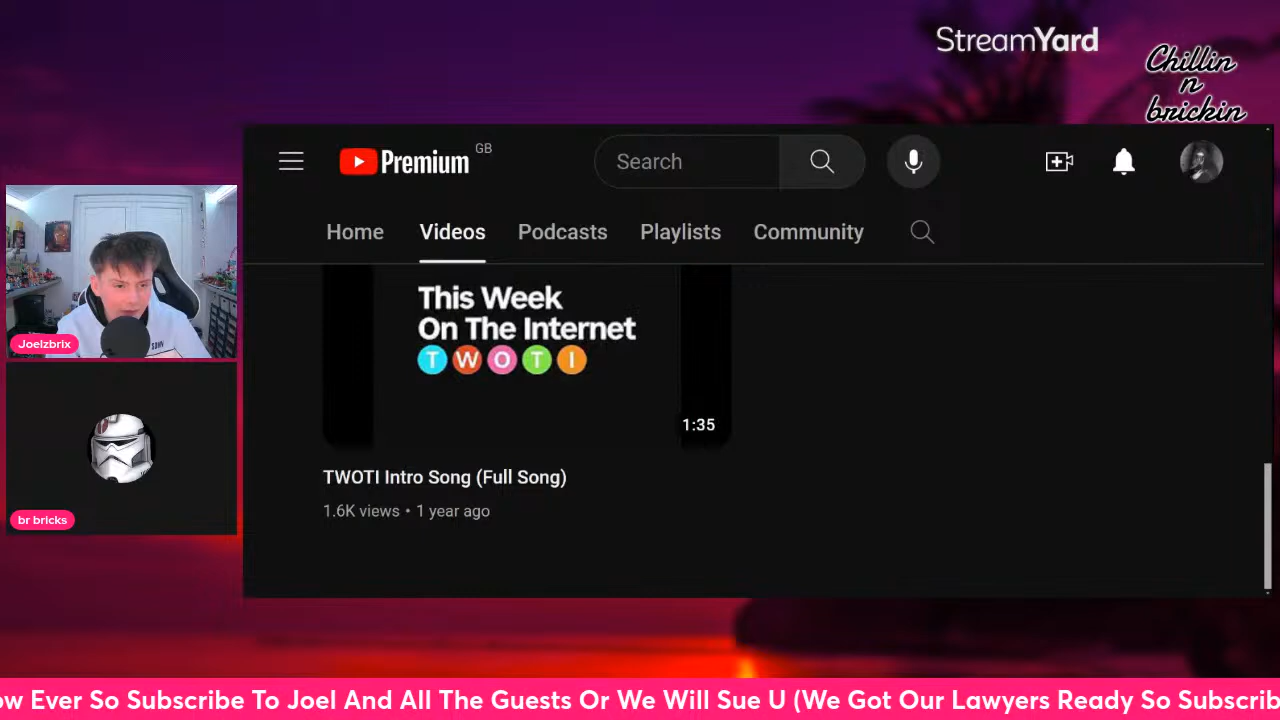 StreamYard
Chillin
n
brickin
Premium GB
Search
Home Videos Podcasts Playlists Community
This Week
On The Internet
T W O T I
1:35
TWOTI Intro Song (Full Song)
1.6K views • 1 year ago
Joelzbrix
br bricks
ow Ever So Subscribe To Joel And All The Guests Or We Will Sue U (We Got Our Lawyers Ready So Subscrib